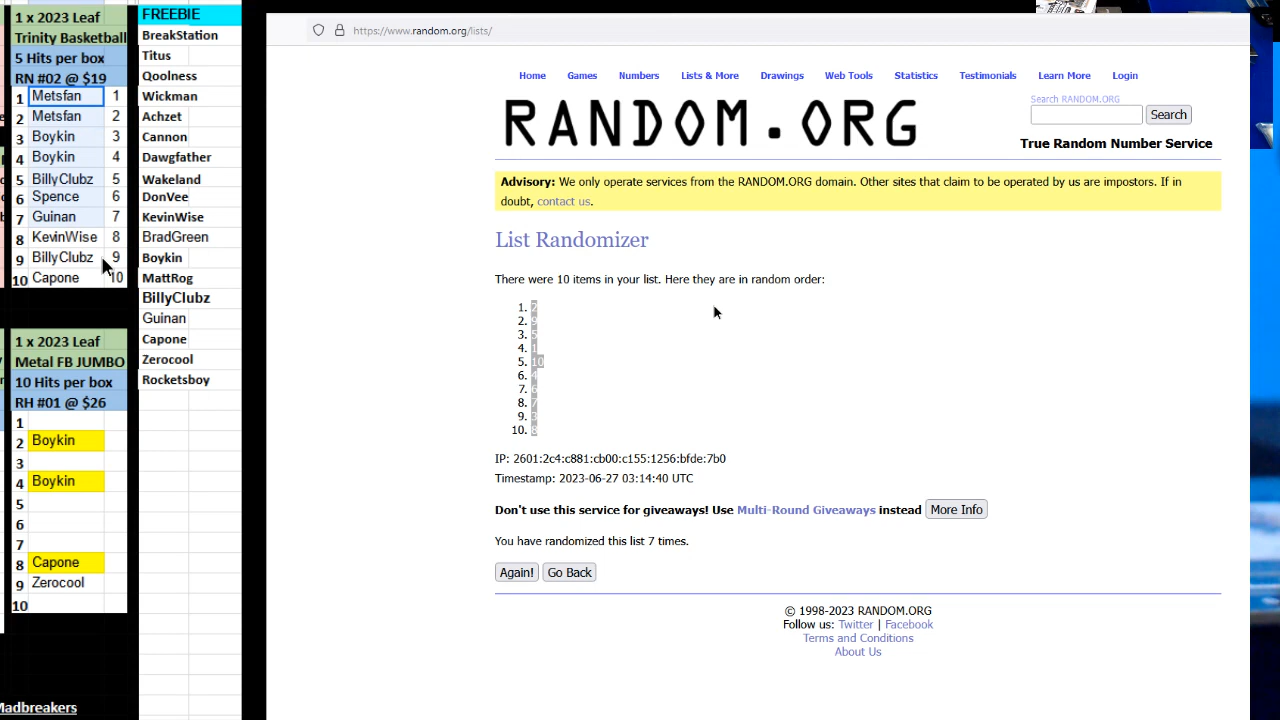 1 x 2023 Leaf
Trinity Basketball
5 Hits per box
RN #02 @ $19
1 Metsfan 1
2 Metsfan 2
3 Boykin 3
4 Boykin 4
5 BillyClubz 5
6 Spence 6
7 Guinan 7
8 KevinWise 8
9 BillyClubz 9
10 Capone 10
1 x 2023 Leaf
Metal FB JUMBO
10 Hits per box
RH #01 @ $26
1
2 Boykin
3
4 Boykin
5
6
7
8 Capone
9 Zerocool
10
Madbreakers
FREEBIE
BreakStation
Titus
Qoolness
Wickman
Achzet
Cannon
Dawgfather
Wakeland
DonVee
KevinWise
BradGreen
Boykin
MattRog
BillyClubz
Guinan
Capone
Zerocool
Rocketsboy
https://www.random.org/lists/
Home Games Numbers Lists & More Drawings Web Tools Statistics Testimonials Learn More Login
RANDOM.ORG
Search RANDOM.ORG
Search
True Random Number Service
Advisory: We only operate services from the RANDOM.ORG domain. Other sites that claim to be operated by us are impostors. If in
doubt, contact us.
List Randomizer
There were 10 items in your list. Here they are in random order:
1. 2
2.
3.
4. 1
5. 10
6. 4
7.
8.
9.
10.
IP: 2601:2c4:c881:cb00:c155:1256:bfde:7b0
Timestamp: 2023-06-27 03:14:40 UTC
Don't use this service for giveaways! Use Multi-Round Giveaways instead More Info
You have randomized this list 7 times.
Again! Go Back
© 1998-2023 RANDOM.ORG
Follow us: Twitter | Facebook
Terms and Conditions
About Us